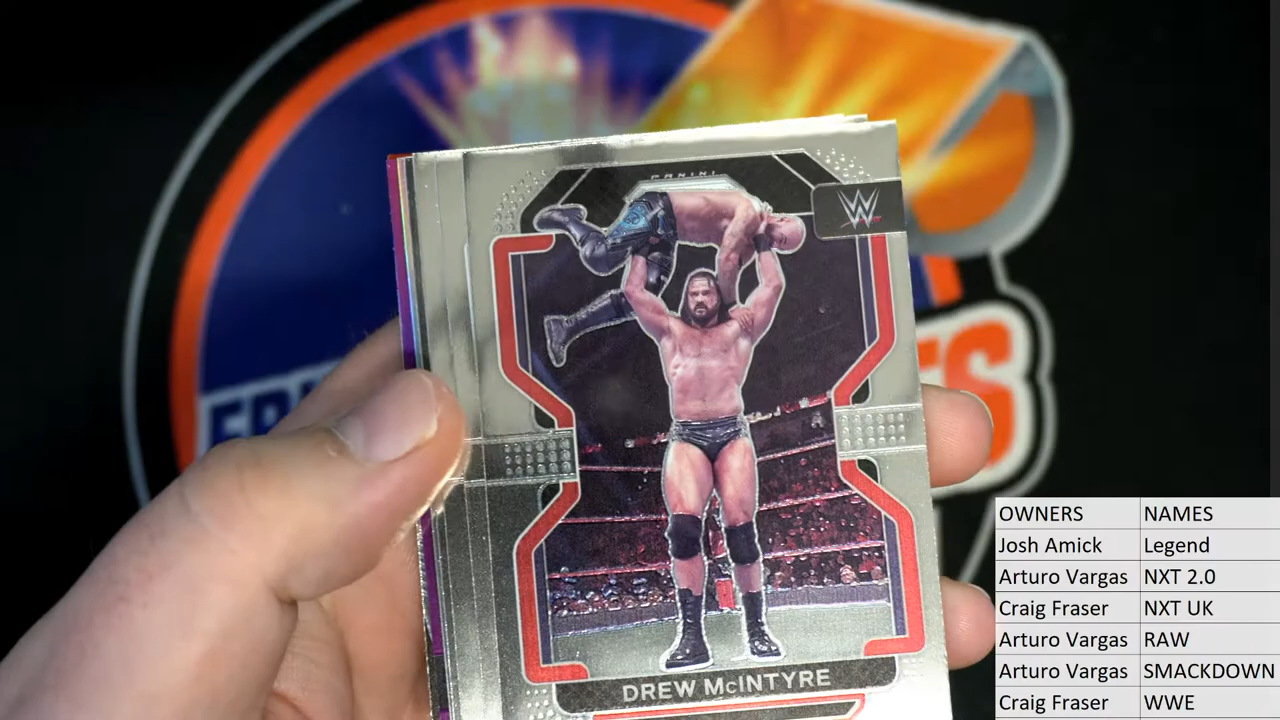 PANINI
W
DREW McINTYRE
OWNERS NAMES
Josh Amick Legend
Arturo Vargas NXT 2.0
Craig Fraser NXT UK
Arturo Vargas RAW
Arturo Vargas SMACKDOWN
Craig Fraser WWE